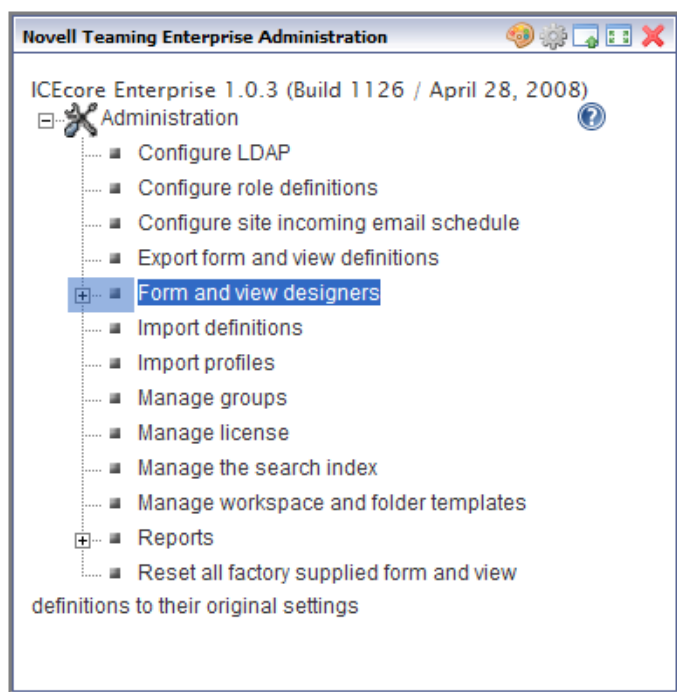 Novell Teaming Enterprise Administration
ICEcore Enterprise 1.0.3 (Build 1126 / April 28, 2008)
Administration
Configure LDAP
Configure role definitions
Configure site incoming email schedule
Export form and view definitions
Form and view designers
Import definitions
Import profiles
Manage groups
Manage license
Manage the search index
Manage workspace and folder templates
Reports
Reset all factory supplied form and view
definitions to their original settings